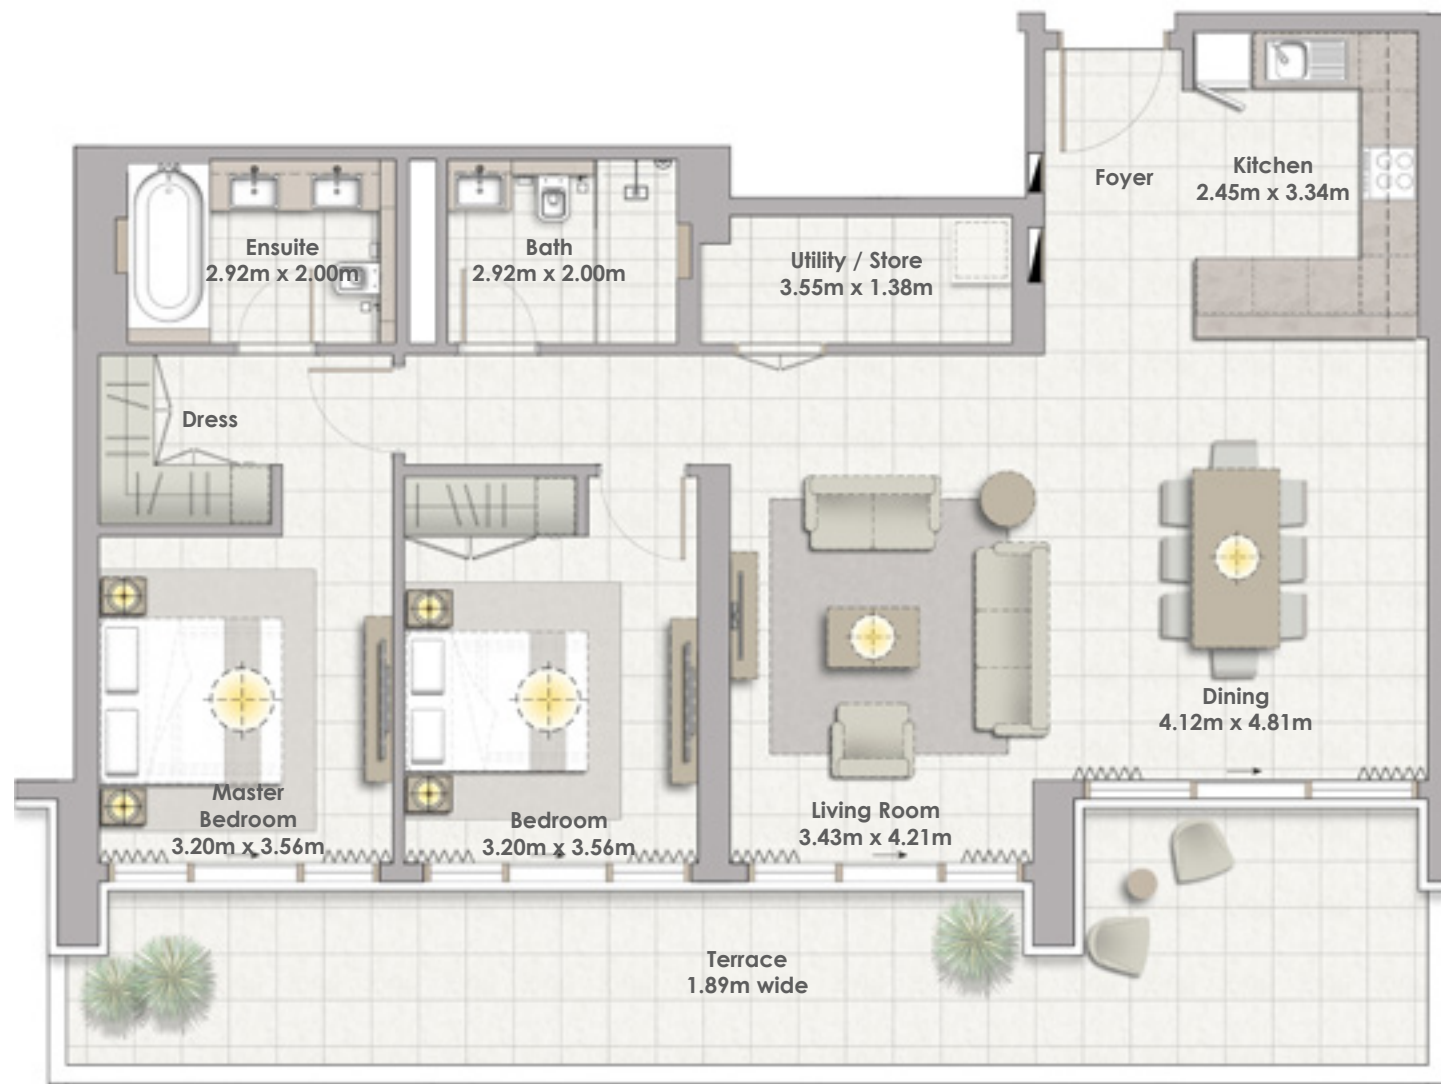 Foyer
Kitchen
2.45m x 3.34m
Ensuite
2.92m x 2.00m
Bath
2.92m x 2.00m
Utility / Store
3.55m x 1.38m
Dress
Dining
4.12m x 4.81m
Master
Bedroom
3.20m x 3.56m
Bedroom
3.20m x 3.56m
Living Room
3.43m x 4.21m
Terrace
1.89m wide